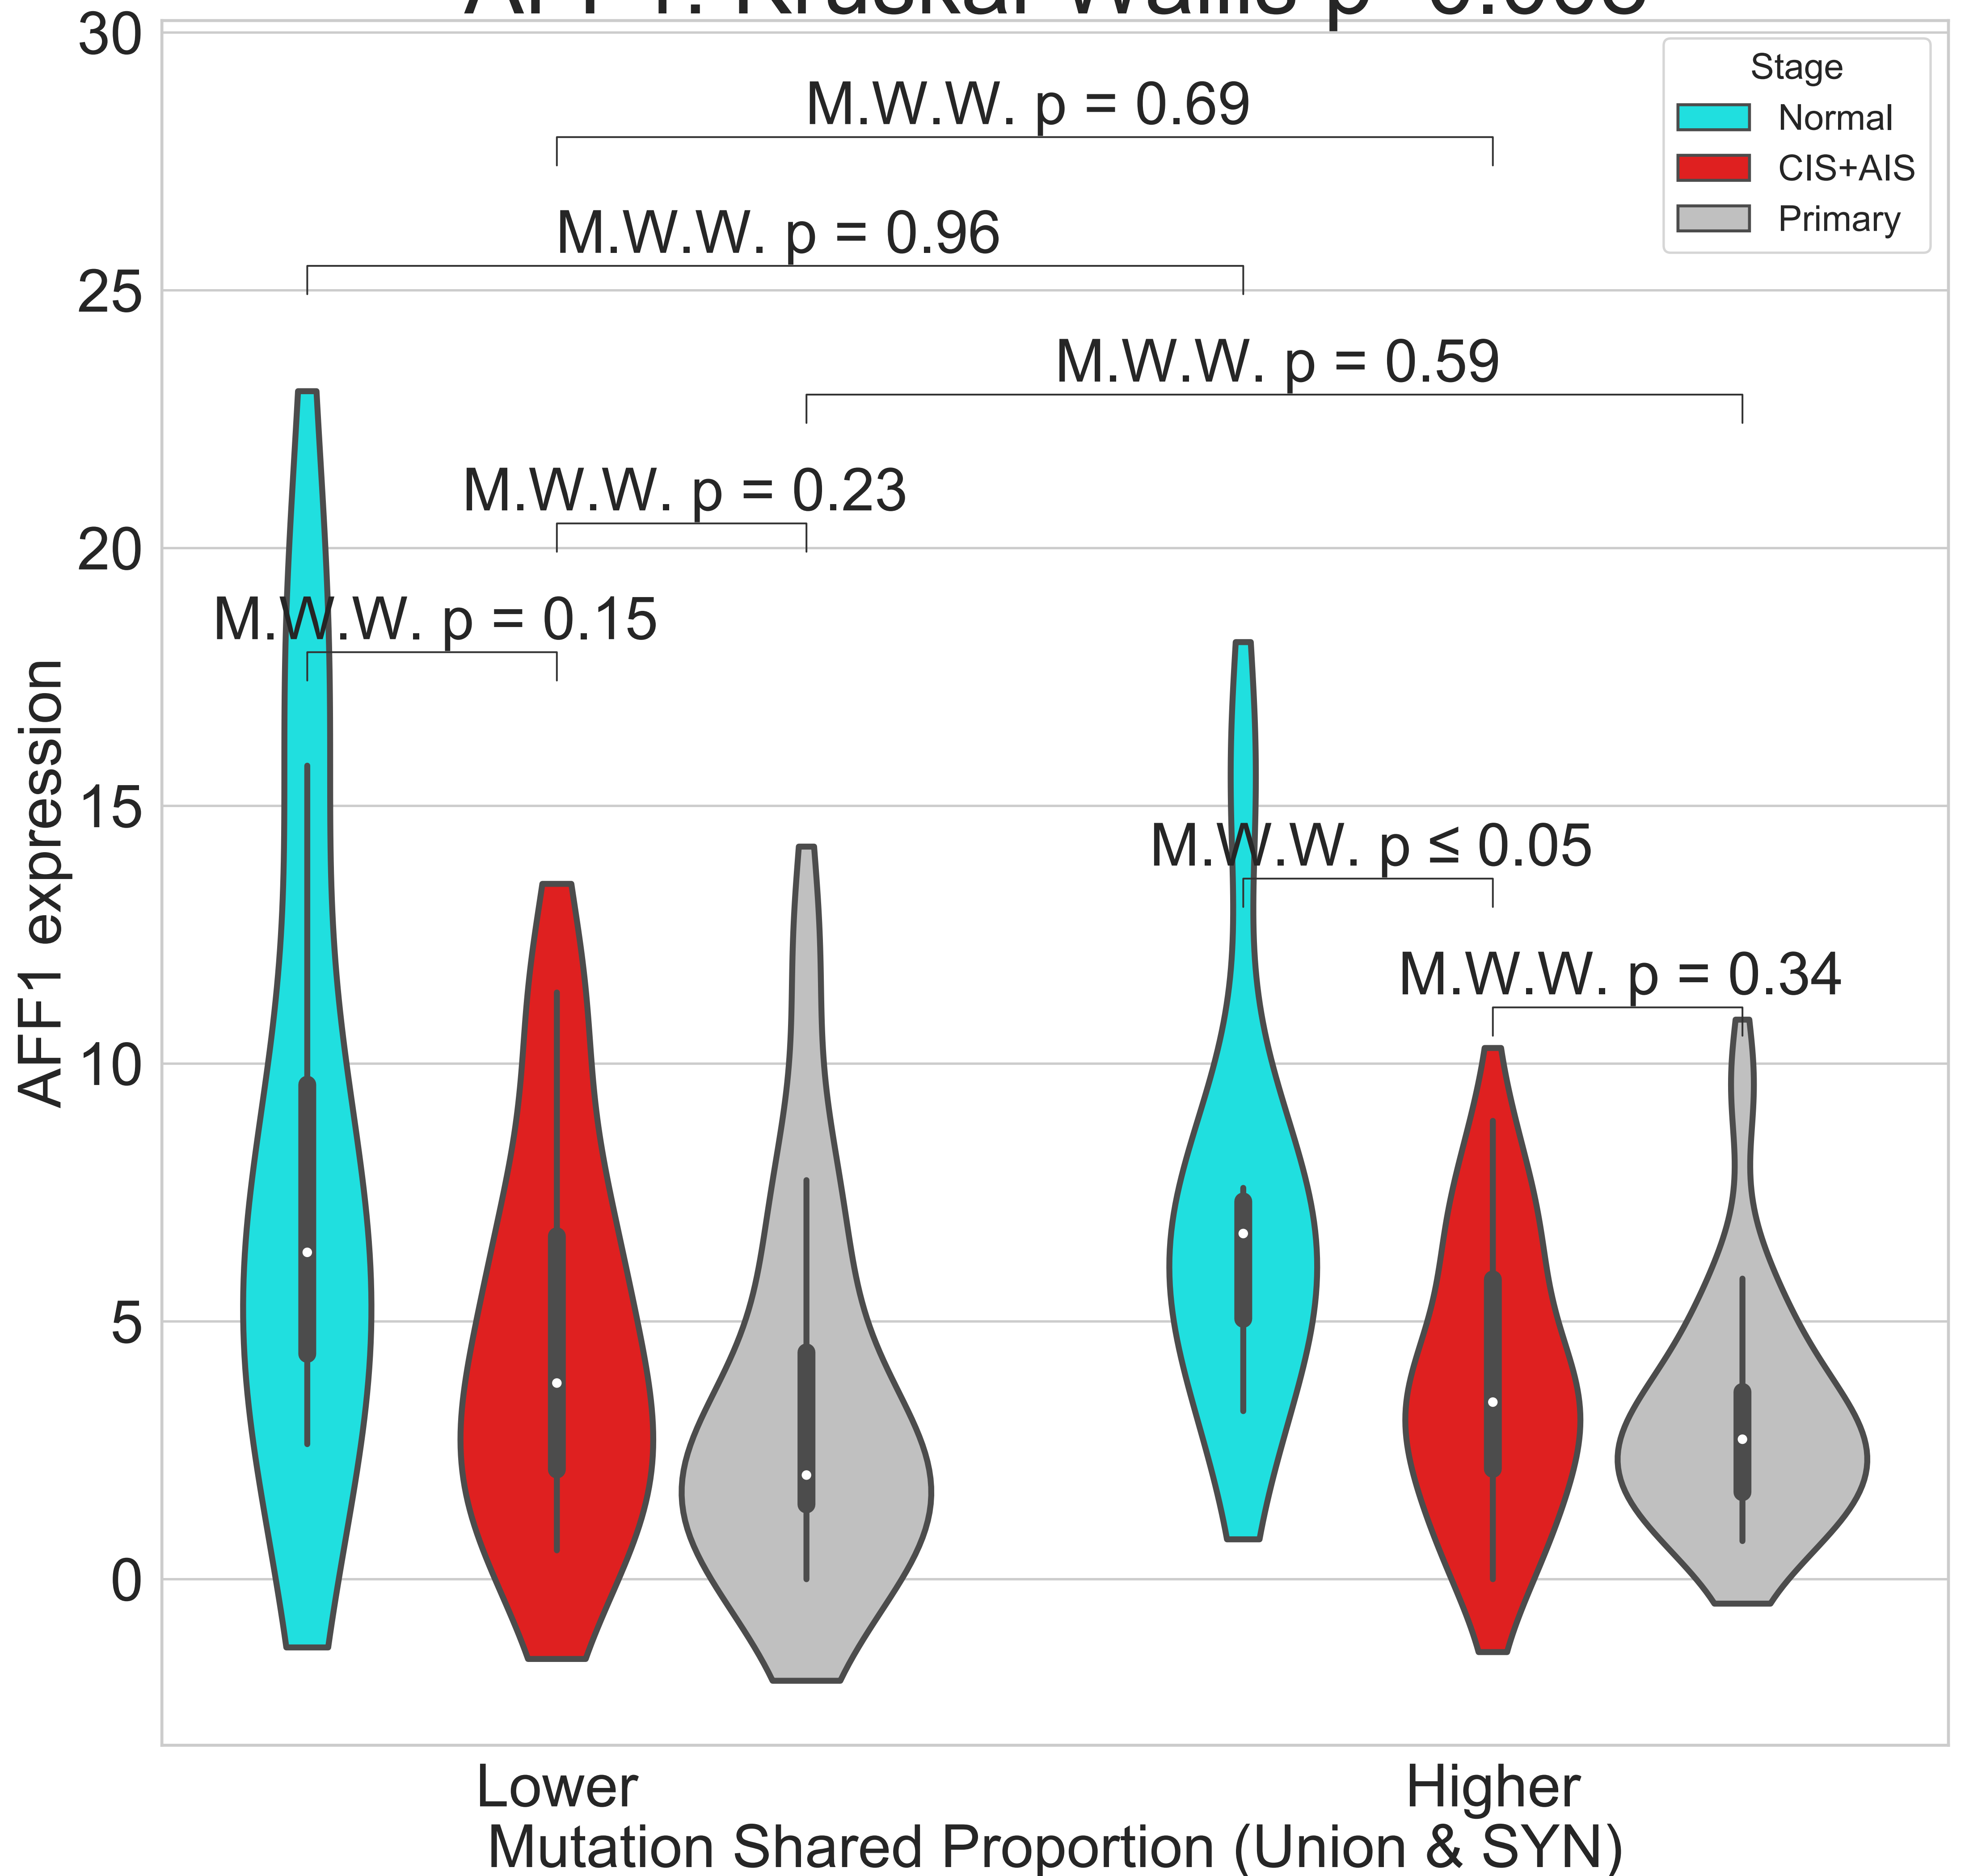 30
Stage
Normal
CIS+AIS
Primary
M.W.W. p = 0.69
M.W.W. p = 0.96
25
M.W.W. p = 0.59
M.W.W. p = 0.23
20
M.W.W. p = 0.15
15
M.W.W. p ≤ 0.05
M.W.W. p = 0.34
10
5
0
AFF1 expression
Lower
Higher
Mutation Shared Proportion (Union & SYN)